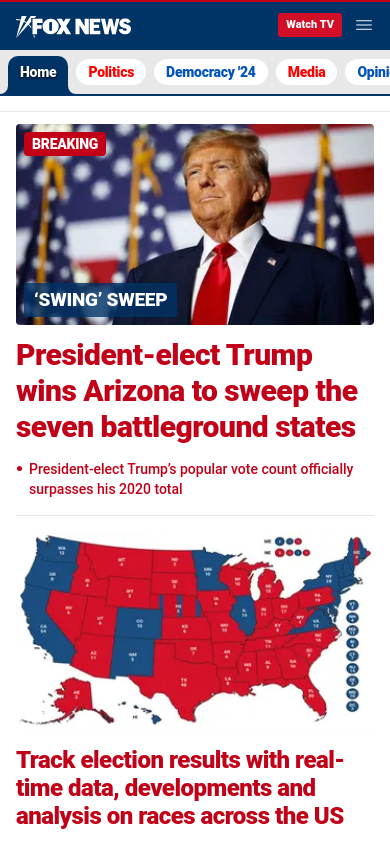 FOX NEWS
Watch TV
Home
Politics
Democracy '24
Media
Opini
BREAKING
‘SWING’ SWEEP
President-elect Trump
wins Arizona to sweep the
seven battleground states
• President-elect Trump’s popular vote count officially
surpasses his 2020 total
Track election results with real-
time data, developments and
analysis on races across the US